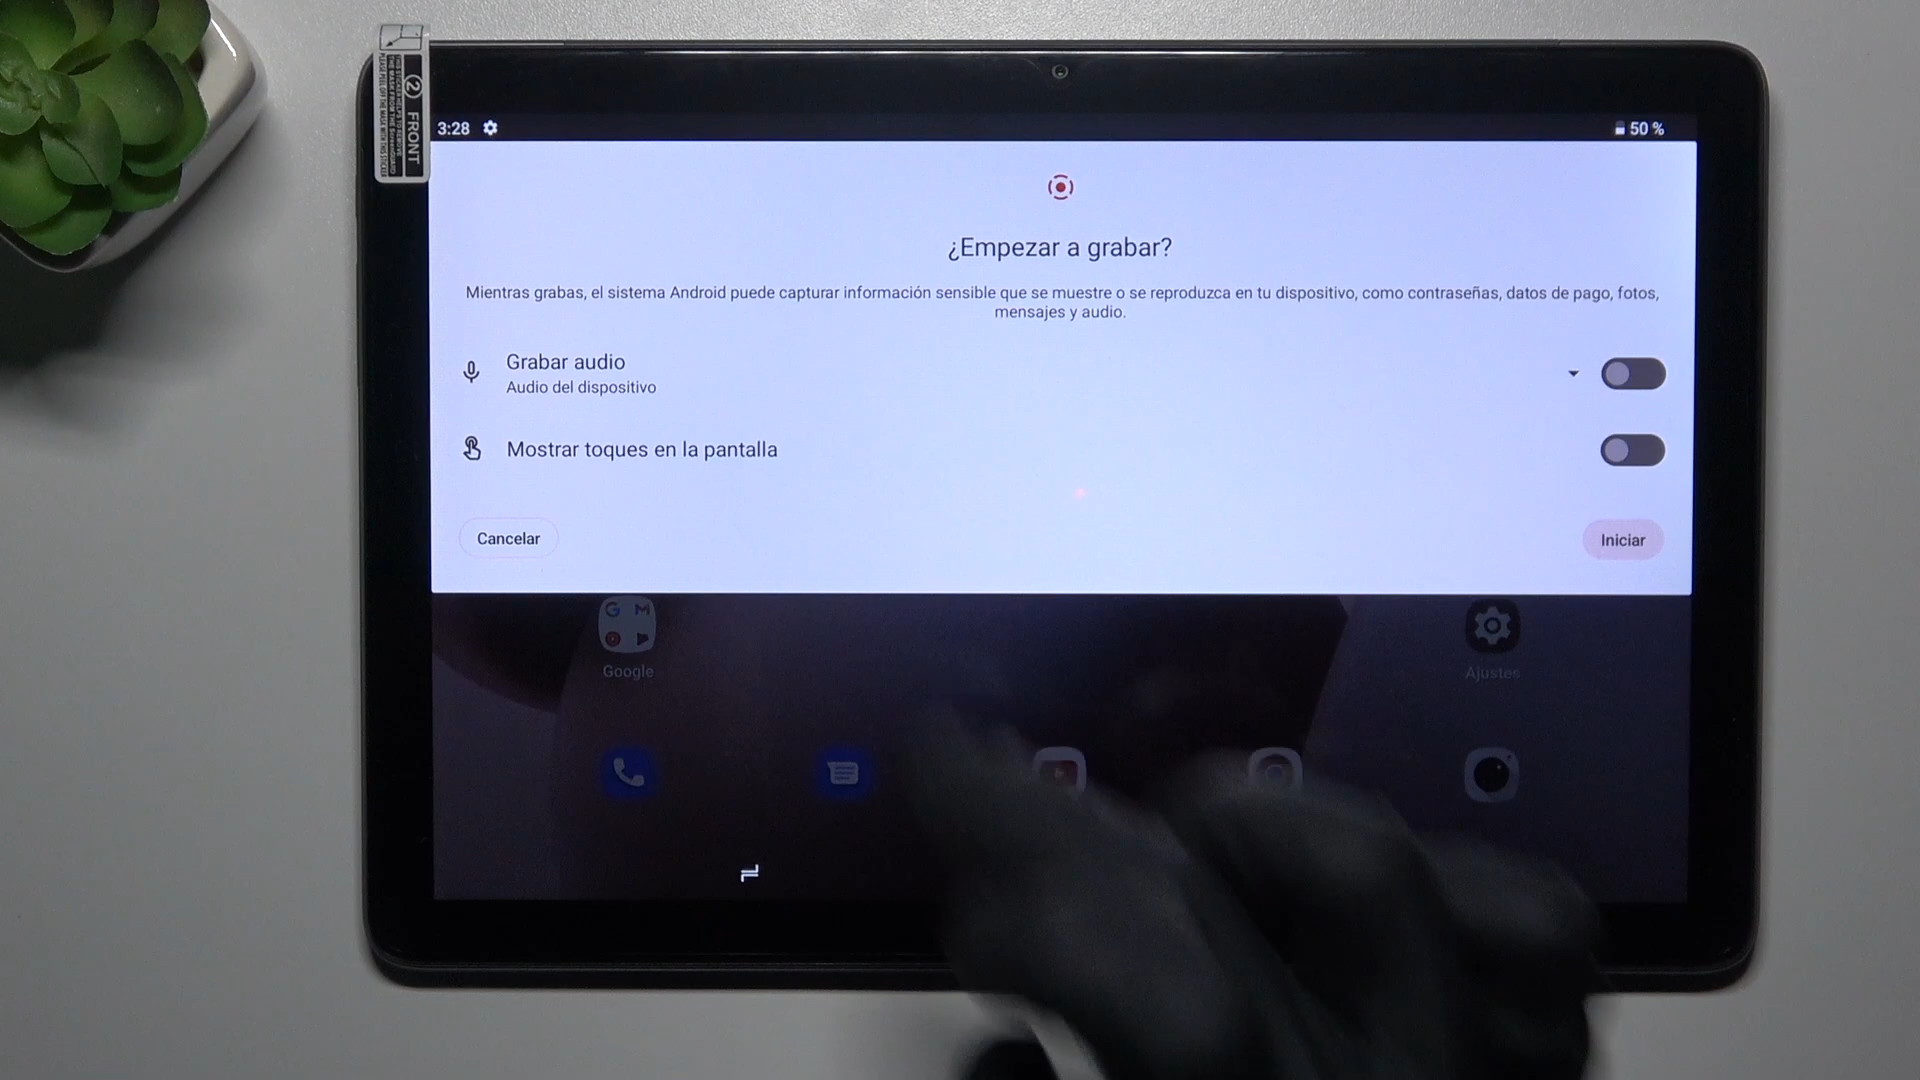 3:28
50 %
¿Empezar a grabar?
Mientras grabas, el sistema Android puede capturar información sensible que se muestre o se reproduzca en tu dispositivo, como contraseñas, datos de pago, fotos,
mensajes y audio.
Grabar audio
Audio del dispositivo
Mostrar toques en la pantalla
Cancelar
Iniciar
Google
Ajustes
② FRONT